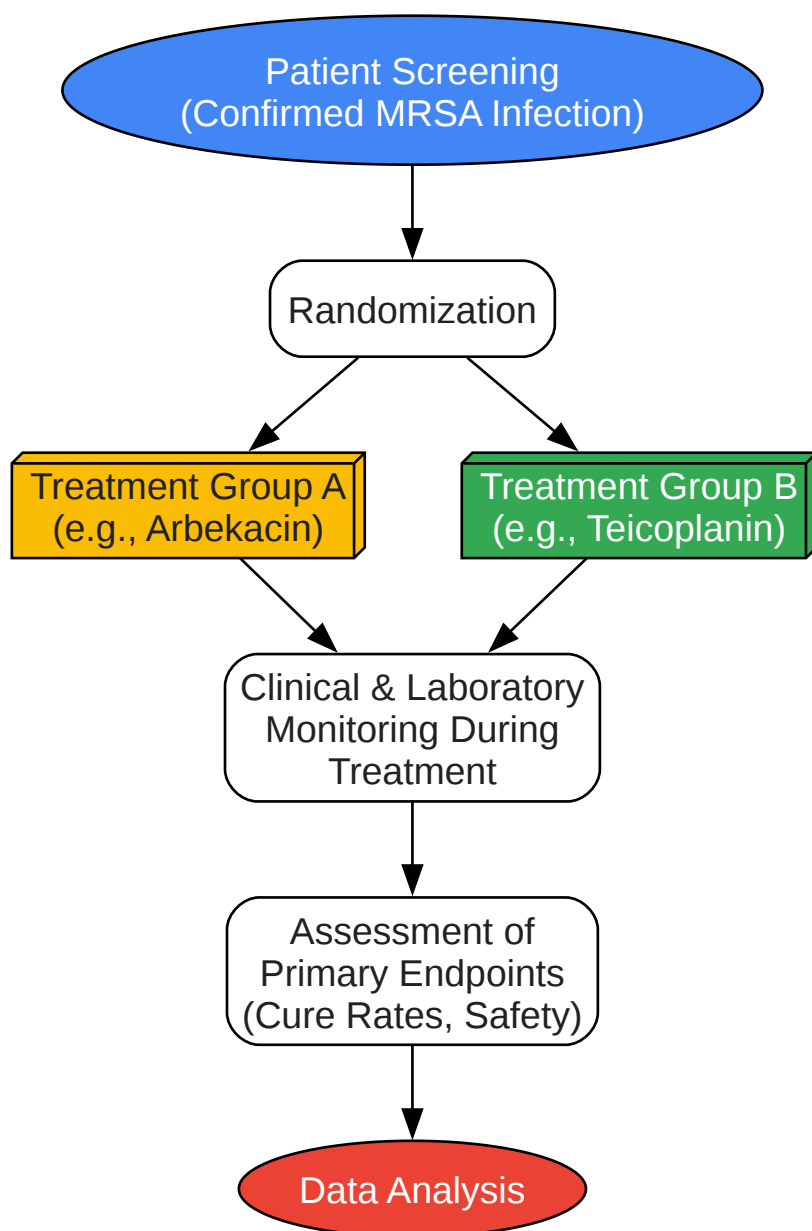 Patient Screening
(Confirmed MRSA Infection)
Randomization
Treatment Group A
(e.g., Arbekacin)
Treatment Group B
(e.g., Teicoplanin)
Clinical & Laboratory
Monitoring During
Treatment
Assessment of
Primary Endpoints
(Cure Rates, Safety)
Data Analysis